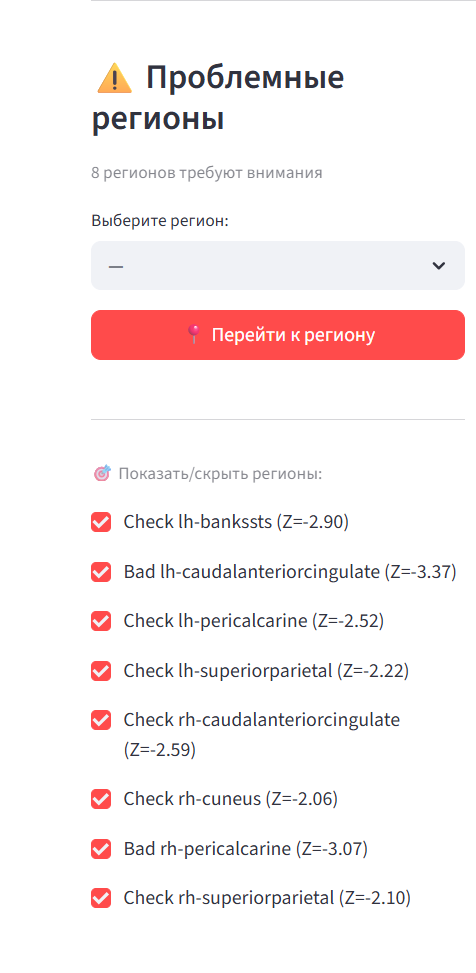 ⚠️ Проблемные
регионы
8 регионов требуют внимания
Выберите регион:
—
📍 Перейти к региону
🎯 Показать/скрыть регионы:
Check lh-bankssts (Z=-2.90)
Bad lh-caudalanteriorcingulate (Z=-3.37)
Check lh-pericalcarine (Z=-2.52)
Check lh-superiorparietal (Z=-2.22)
Check rh-caudalanteriorcingulate
(Z=-2.59)
Check rh-cuneus (Z=-2.06)
Bad rh-pericalcarine (Z=-3.07)
Check rh-superiorparietal (Z=-2.10)